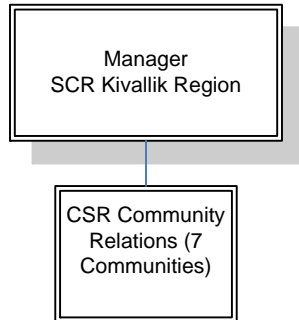 Manager
SCR Kivallik Region
CSR Community
Relations (7
Communities)